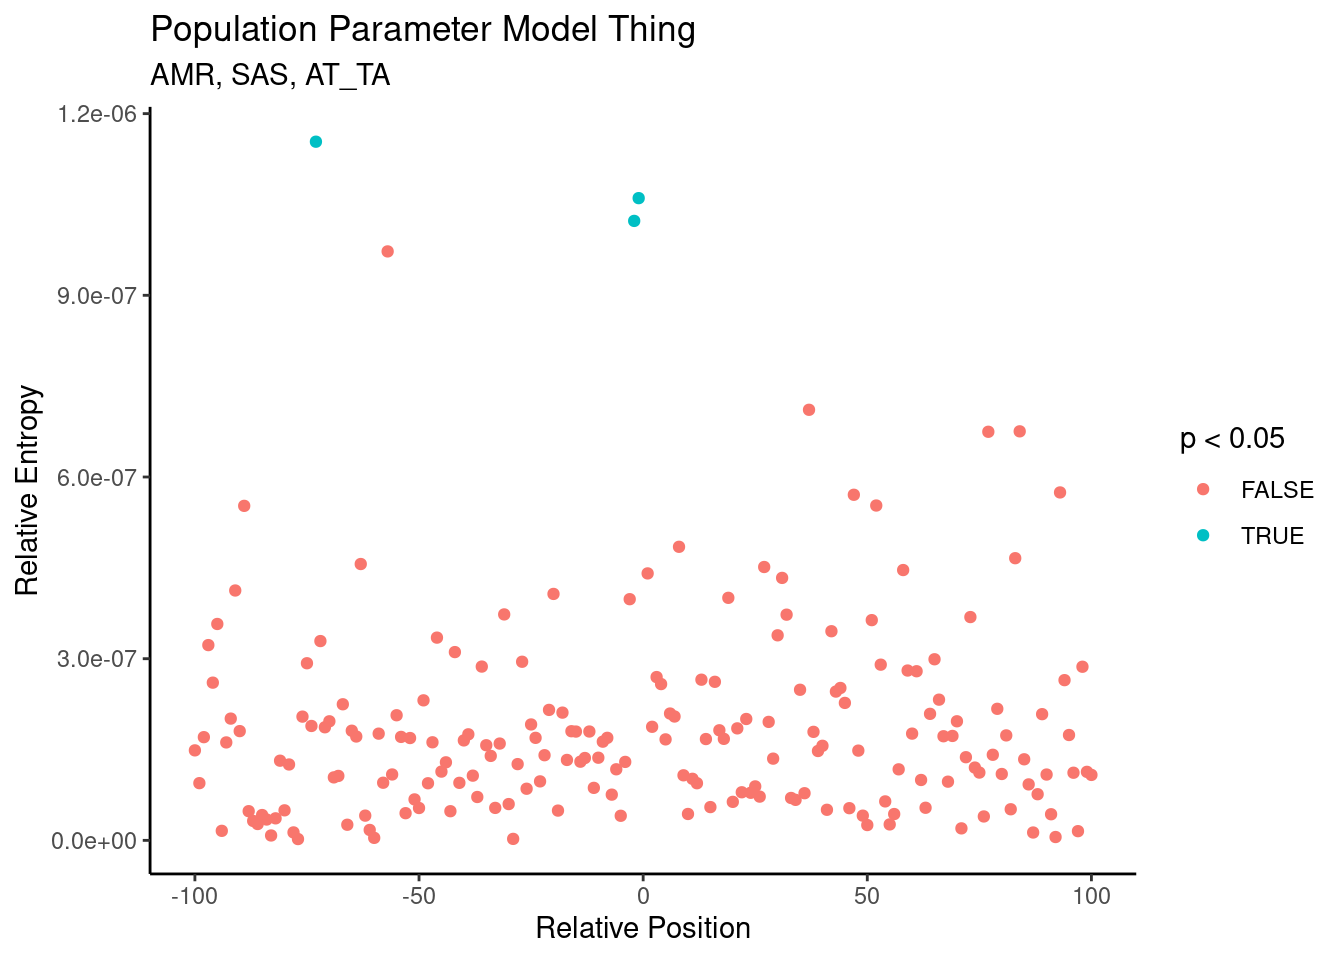 Population Parameter Model Thing
AMR, SAS, AT_TA
1.2e-06
9.0e-07
6.0e-07
3.0e-07
0.0e+00
Relative Entropy
-100
-50
0
50
100
Relative Position
p < 0.05
FALSE
TRUE